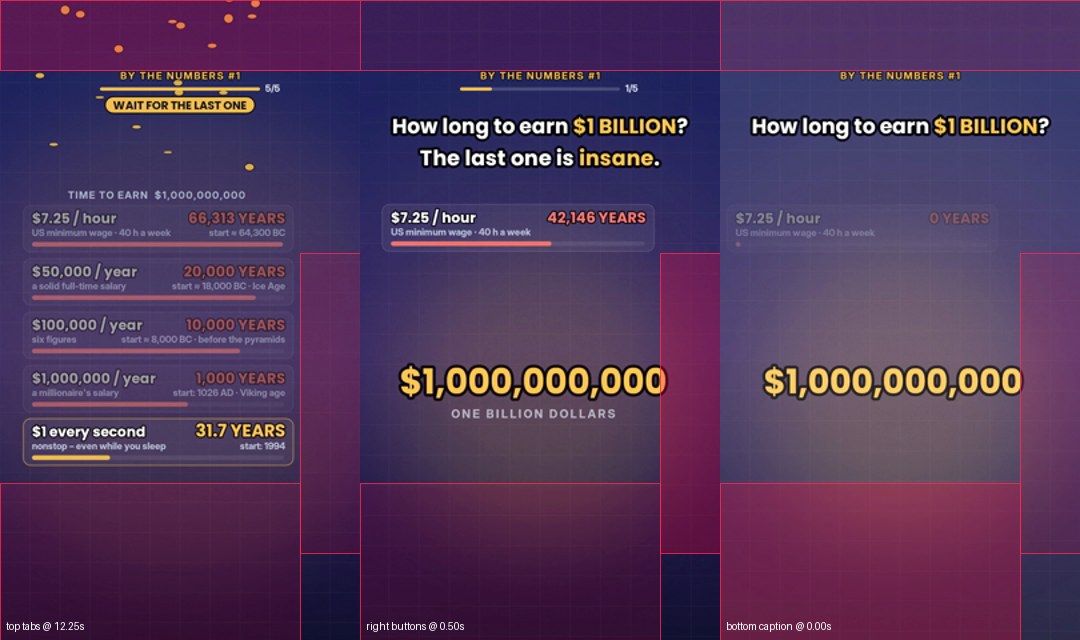 BY THE NUMBERS #1
5/5
WAIT FOR THE LAST ONE
TIME TO EARN $1,000,000,000
$7.25 / hour
66,313 YEARS
US minimum wage · 40 h a week
start ≈ 64,300 BC
$50,000 / year
20,000 YEARS
a solid full-time salary
start ≈ 18,000 BC · Ice Age
$100,000 / year
10,000 YEARS
six figures
start ≈ 8,000 BC · before the pyramids
$1,000,000 / year
1,000 YEARS
a millionaire's salary
start: 1026 AD · Viking age
$1 every second
31.7 YEARS
nonstop – even while you sleep
start: 1994
top tabs @ 12.25s
BY THE NUMBERS #1
1/5
How long to earn $1 BILLION?
The last one is insane.
$7.25 / hour
42,146 YEARS
US minimum wage · 40 h a week
$1,000,000,000
ONE BILLION DOLLARS
right buttons @ 0.50s
BY THE NUMBERS #1
How long to earn $1 BILLION?
$7.25 / hour
0 YEARS
US minimum wage · 40 h a week
$1,000,000,000
bottom caption @ 0.00s